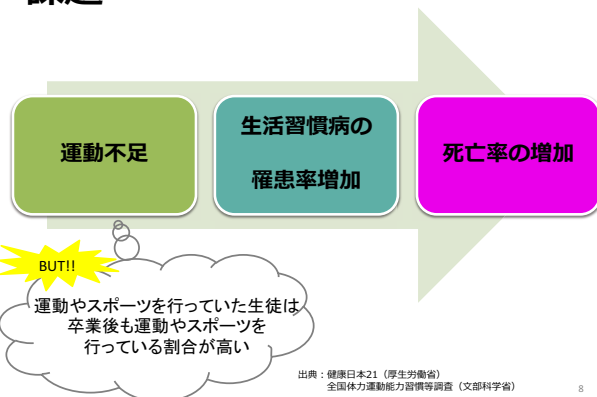 課題
運動不足
生活習慣病の
罹患率増加
死亡率の増加
BUT!!
運動やスポーツを行っていた生徒は
卒業後も運動やスポーツを
行っている割合が高い
出典：健康日本21（厚生労働省）
全国体力運動能力習慣等調査（文部科学省）
8